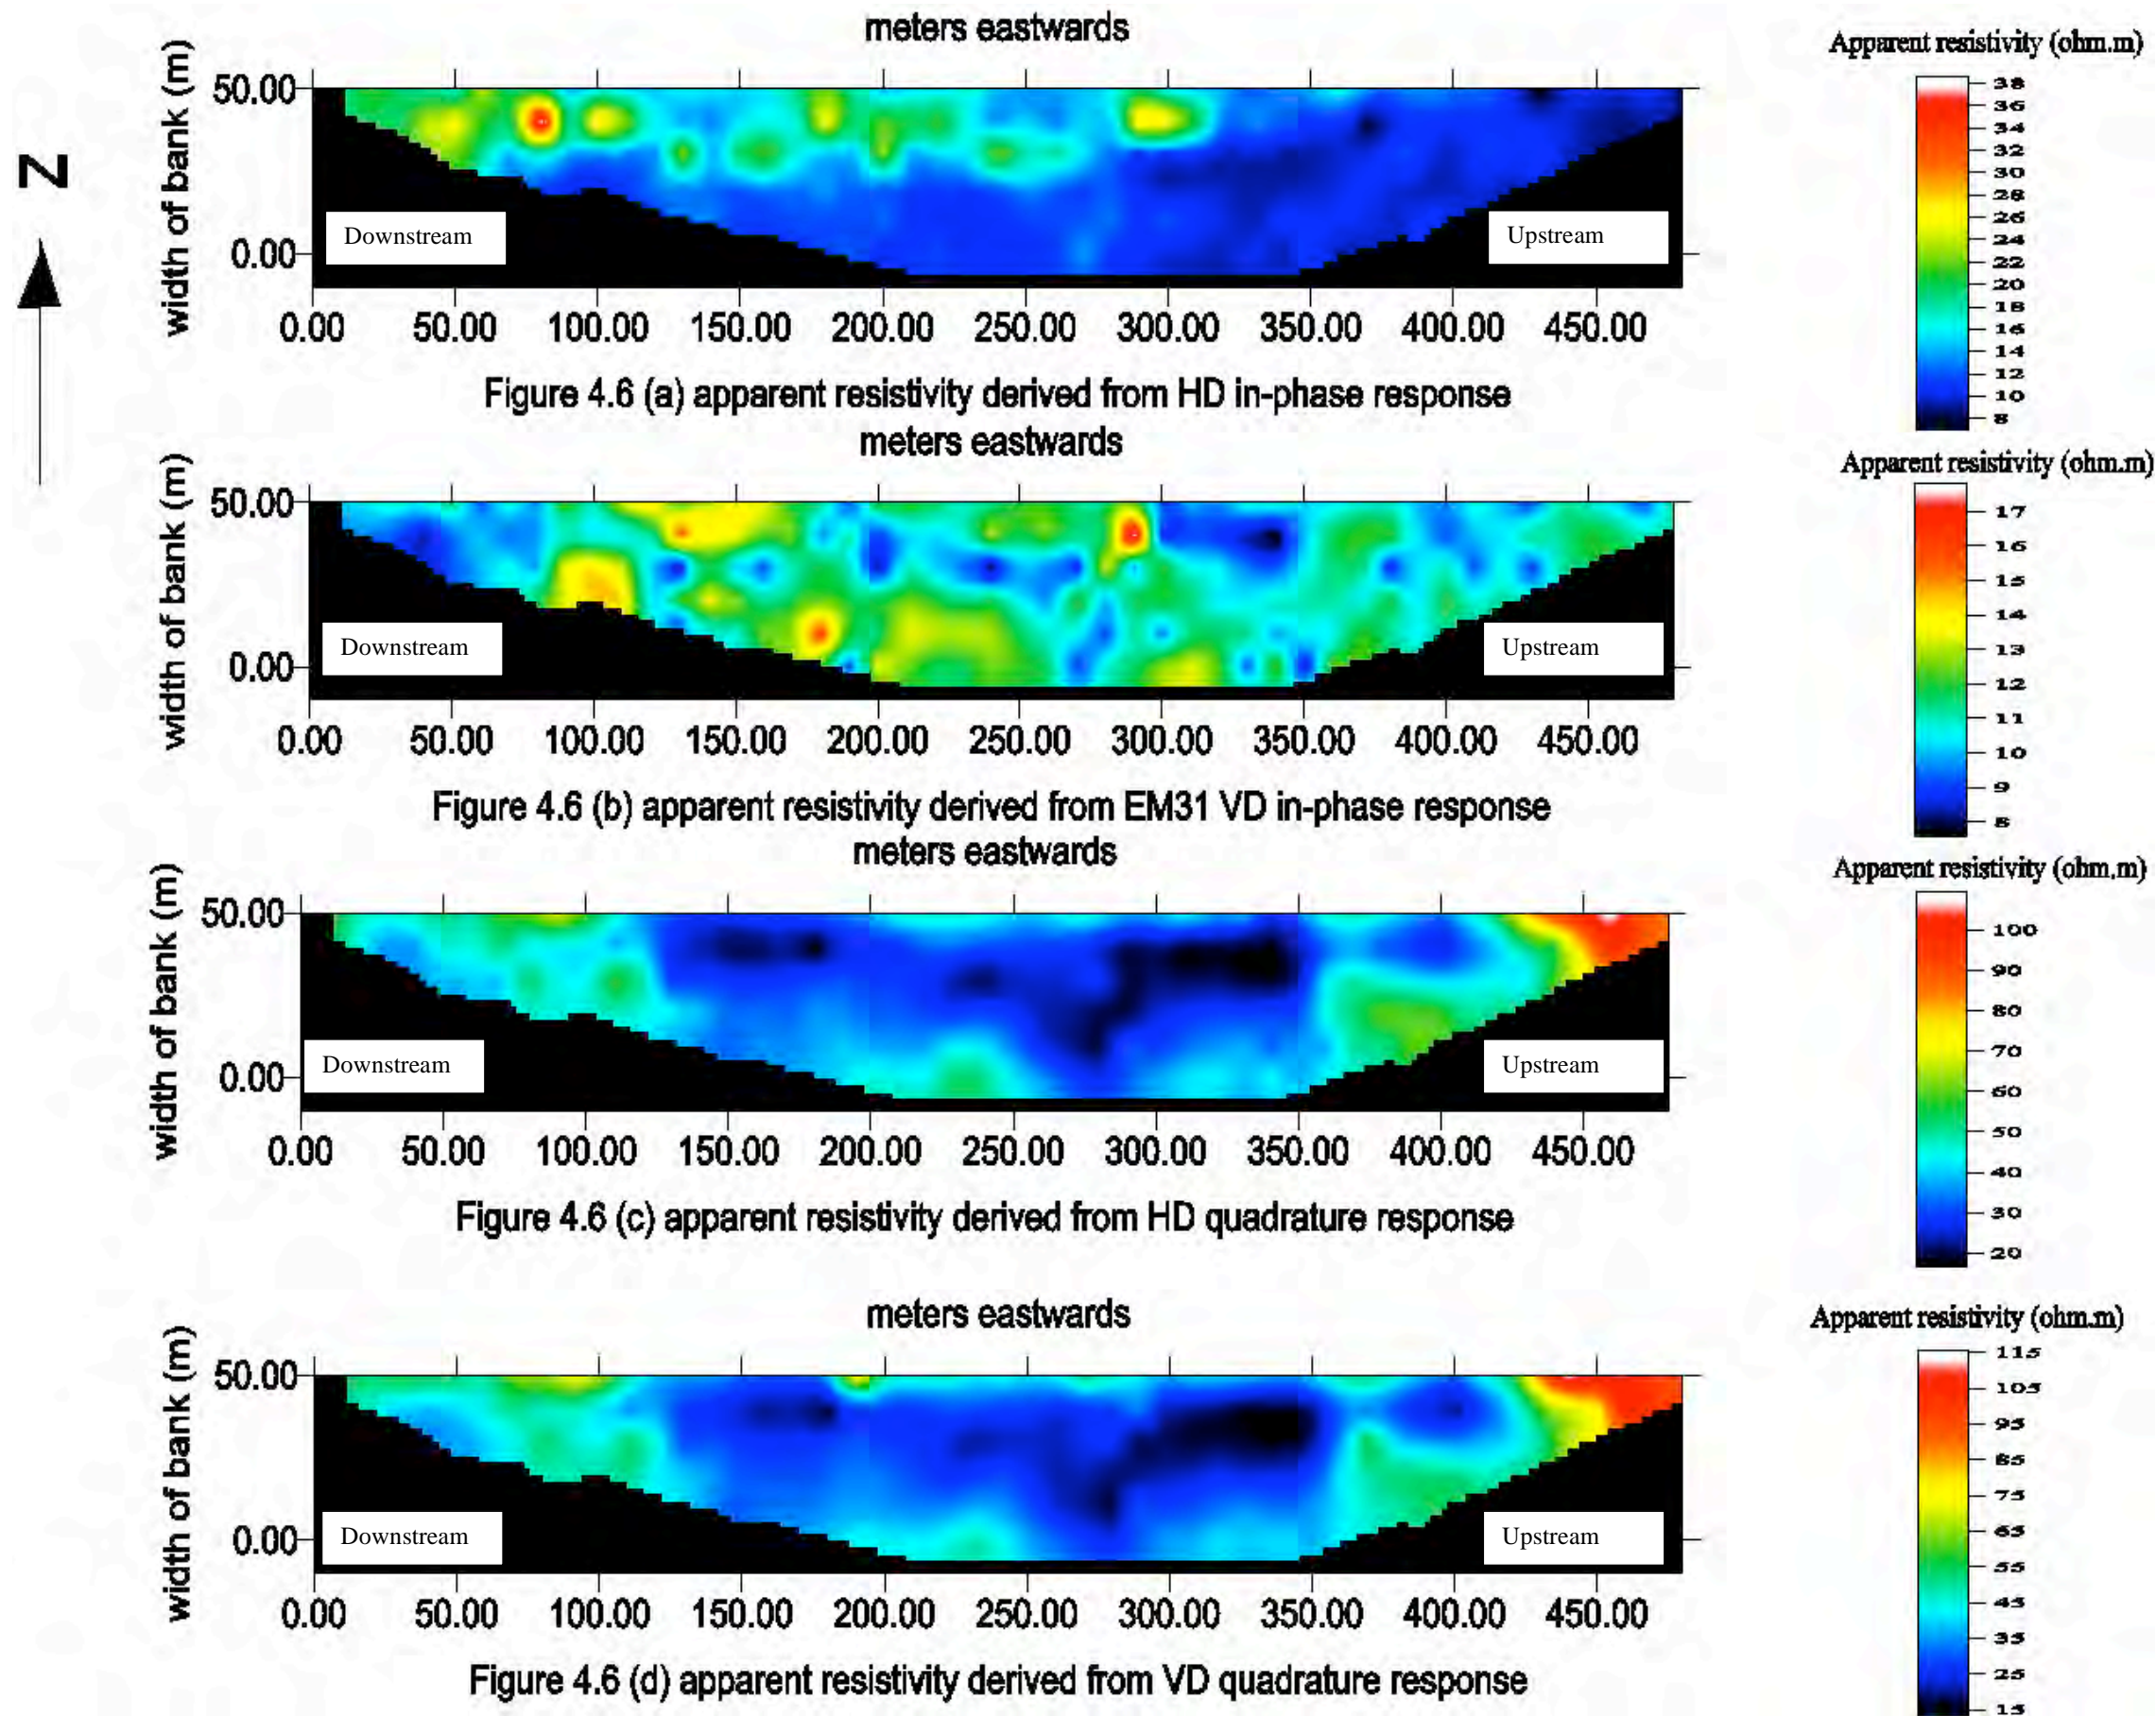 meters eastwards
Apparent resistivity (ohm.m)
width of bank (m)
50.00
0.00
N
Downstream
Upstream
0.00 50.00 100.00 150.00 200.00 250.00 300.00 350.00 400.00 450.00
38
36
34
32
30
28
26
24
22
20
18
16
14
12
10
8
Figure 4.6 (a) apparent resistivity derived from HD in-phase response
meters eastwards
Apparent resistivity (ohm.m)
width of bank (m)
50.00
0.00
Downstream
Upstream
0.00 50.00 100.00 150.00 200.00 250.00 300.00 350.00 400.00 450.00
17
16
15
14
13
12
11
10
9
8
Figure 4.6 (b) apparent resistivity derived from EM31 VD in-phase response
meters eastwards
Apparent resistivity (ohm.m)
width of bank (m)
50.00
0.00
Downstream
Upstream
0.00 50.00 100.00 150.00 200.00 250.00 300.00 350.00 400.00 450.00
100
90
80
70
60
50
40
30
20
Figure 4.6 (c) apparent resistivity derived from HD quadrature response
meters eastwards
Apparent resistivity (ohm.m)
width of bank (m)
50.00
0.00
Downstream
Upstream
0.00 50.00 100.00 150.00 200.00 250.00 300.00 350.00 400.00 450.00
115
105
95
85
75
65
55
45
35
25
15
Figure 4.6 (d) apparent resistivity derived from VD quadrature response